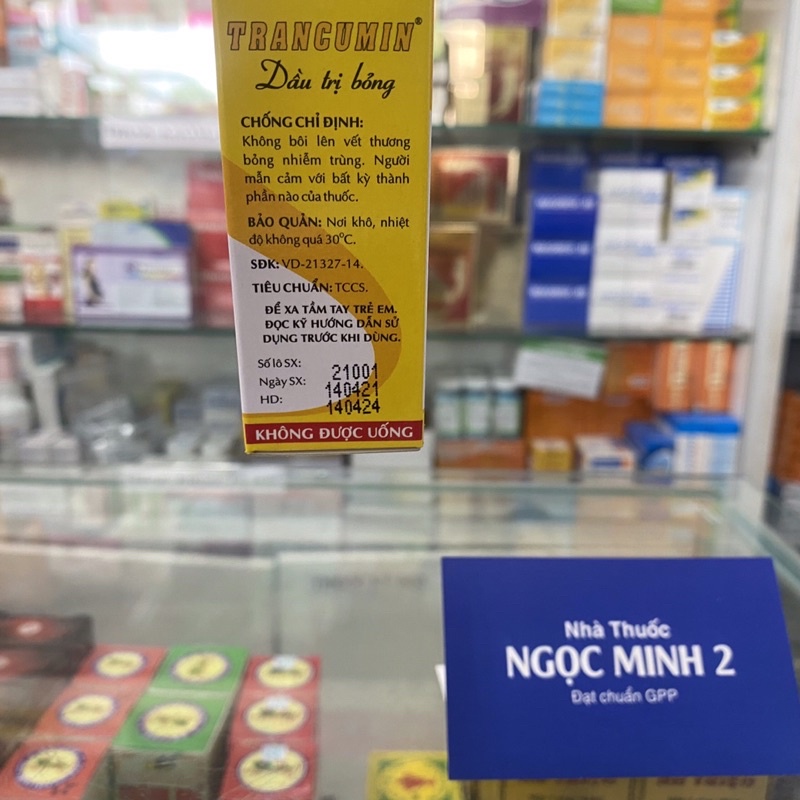 TRANCUMIN®
Dầu trị bỏng
CHỐNG CHỈ ĐỊNH:
Không bôi lên vết thương
bỏng nhiễm trùng. Người
mẫn cảm với bất kỳ thành
phần nào của thuốc.
BẢO QUẢN: Nơi khô, nhiệt
độ không quá 30°C.
SĐK: VD-21327-14.
TIÊU CHUẨN: TCCS.
ĐỂ XA TẦM TAY TRẺ EM.
ĐỌC KỸ HƯỚNG DẪN SỬ
DỤNG TRƯỚC KHI DÙNG.
Số lô SX: 21001
Ngày SX: 140421
HD: 140424
KHÔNG ĐƯỢC UỐNG
Nhà Thuốc
NGỌC MINH 2
Đạt chuẩn GPP